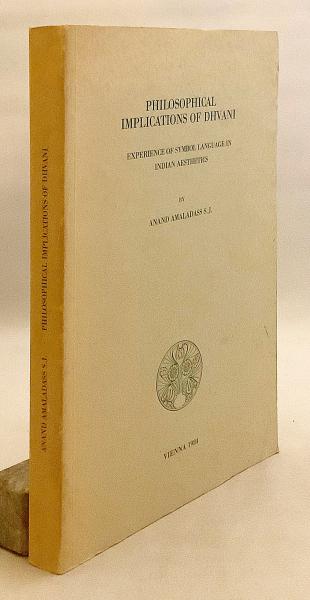 PHILOSOPHICAL
IMPLICATIONS OF DHVANI
EXPERIENCE OF SYMBOL LANGUAGE IN
INDIAN AESTHETICS
BY
ANAND AMALADASS S.J.
VIENNA 1984
ANAND AMALADASS S.J. PHILOSOPHICAL IMPLICATIONS OF DHVANI